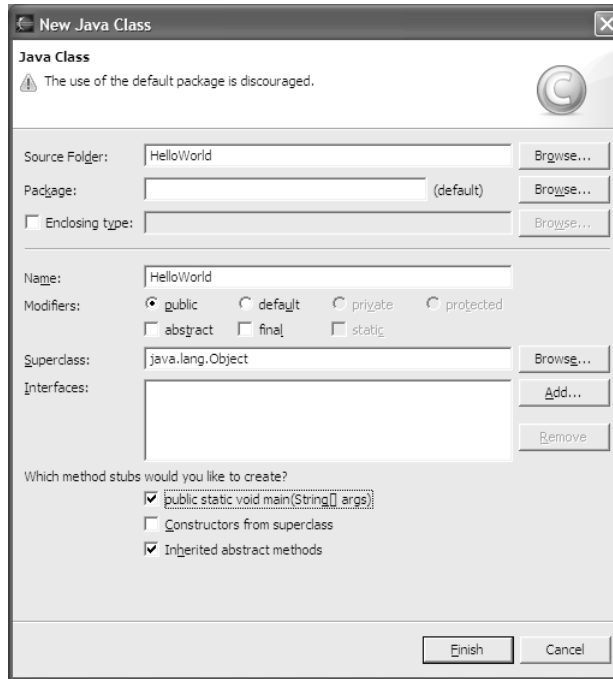 New Java Class
Java Class
The use of the default package is discouraged.
Source Folder: HelloWorld Browse...
Package: (default) Browse...
Enclosing type: Browse...
Name: HelloWorld
Modifiers: public default private protected
abstract final static
Superclass: java.lang.Object Browse...
Interfaces: Add...
Remove
Which method stubs would you like to create?
public static void main(String[] args)
Constructors from superclass
Inherited abstract methods
Finish Cancel